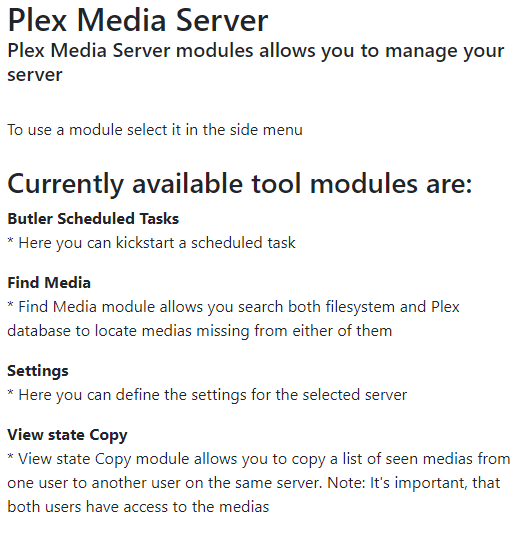 Plex Media Server
Plex Media Server modules allows you to manage your
server
To use a module select it in the side menu
Currently available tool modules are:
Butler Scheduled Tasks
* Here you can kickstart a scheduled task
Find Media
* Find Media module allows you search both filesystem and Plex
database to locate medias missing from either of them
Settings
* Here you can define the settings for the selected server
View state Copy
* View state Copy module allows you to copy a list of seen medias from
one user to another user on the same server. Note: It's important, that
both users have access to the medias